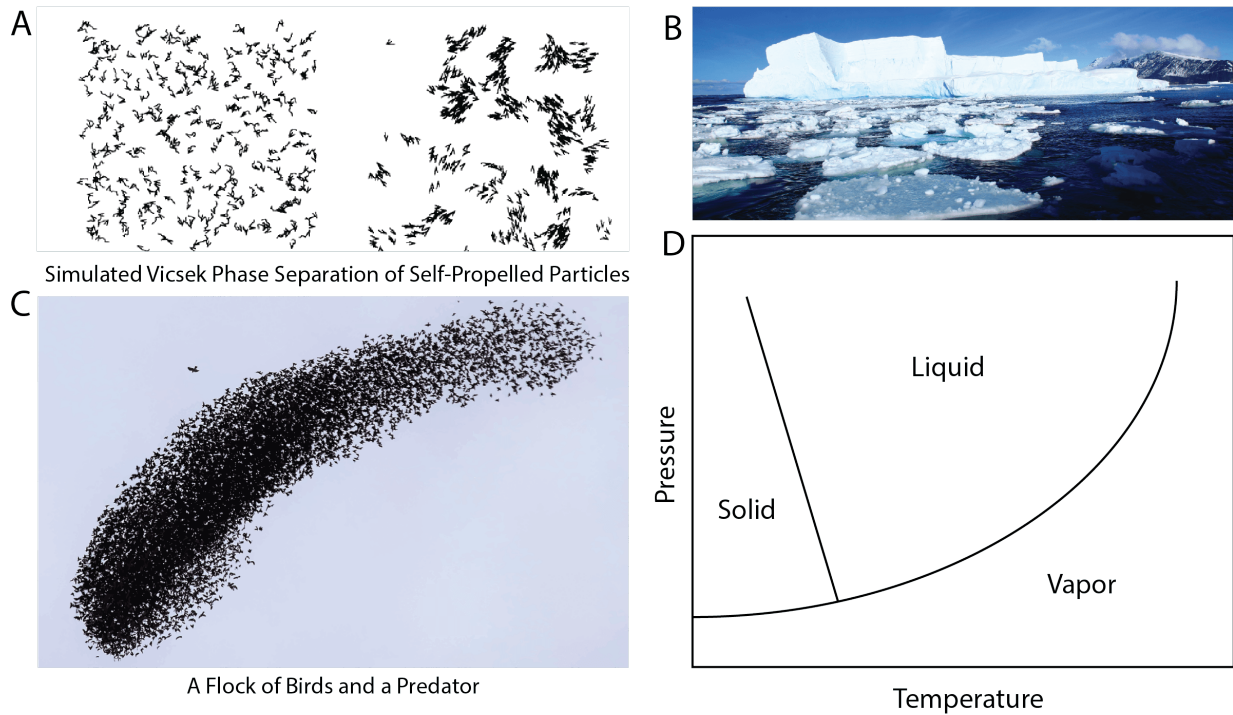 A
B
Simulated Vicsek Phase Separation of Self-Propelled Particles
C
A Flock of Birds and a Predator
D
Liquid
Solid
Vapor
Pressure
Temperature